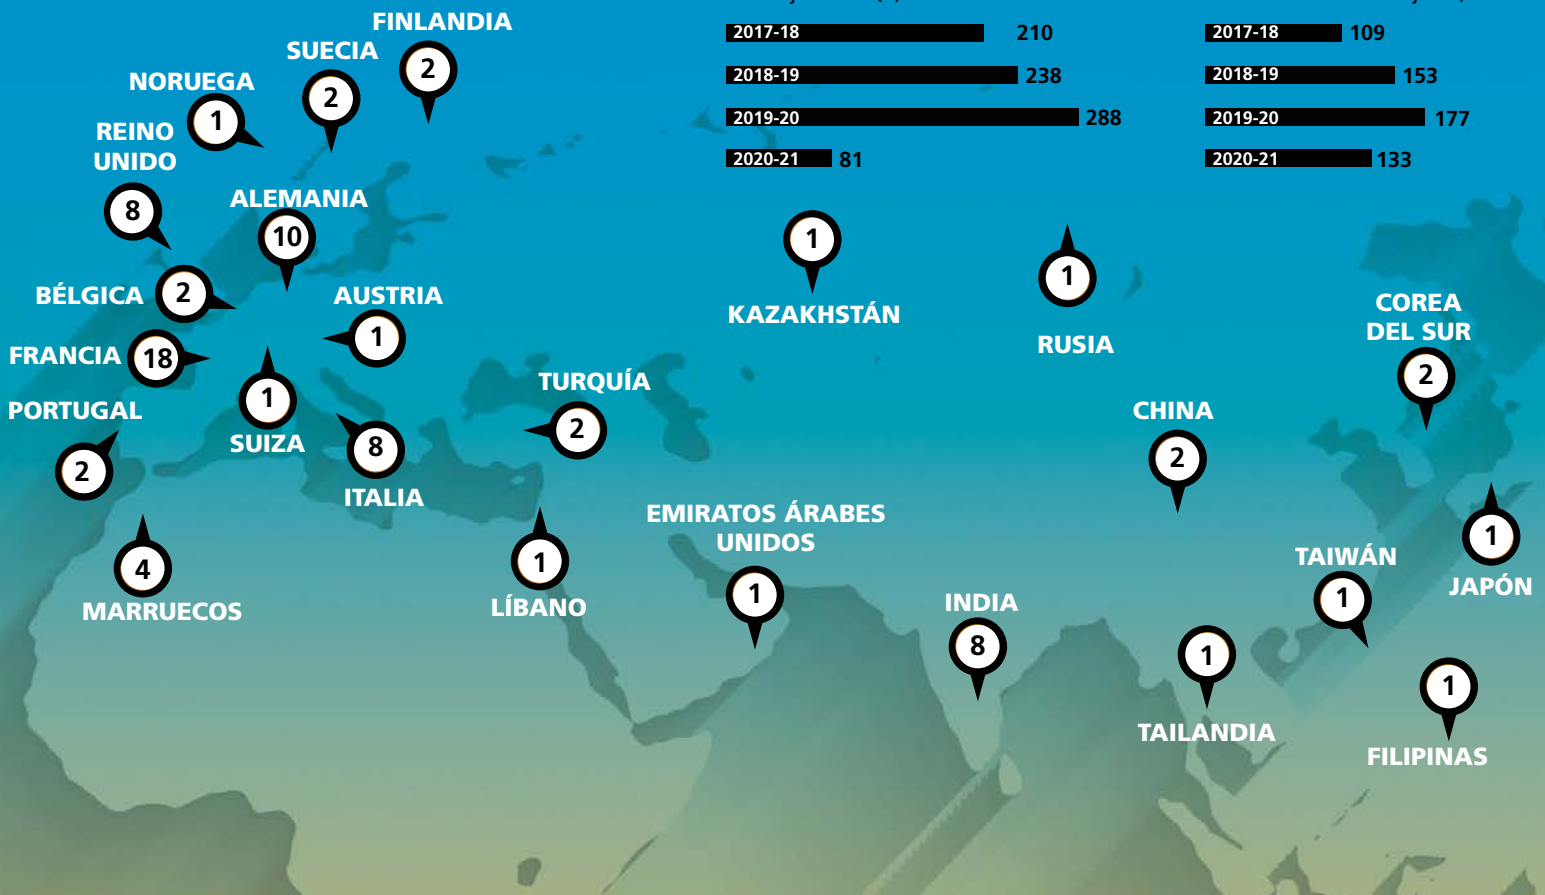 FINLANDIA
2
SUECIA
2
NORUEGA
1
REINO
UNIDO
8
ALEMANIA
10
BÉLGICA
2
AUSTRIA
1
FRANCIA
18
PORTUGAL
2
1
SUIZA
8
ITALIA
TURQUÍA
2
4
MARRUECOS
1
LÍBANO
2017-18 210
2018-19 238
2019-20 288
2020-21 81
2017-18 109
2018-19 153
2019-20 177
2020-21 133
1
KAZAKHSTÁN
1
RUSIA
COREA
DEL SUR
2
CHINA
2
EMIRATOS ÁRABES
UNIDOS
1
INDIA
8
TAIWÁN
1
1
JAPÓN
1
TAILANDIA
1
FILIPINAS